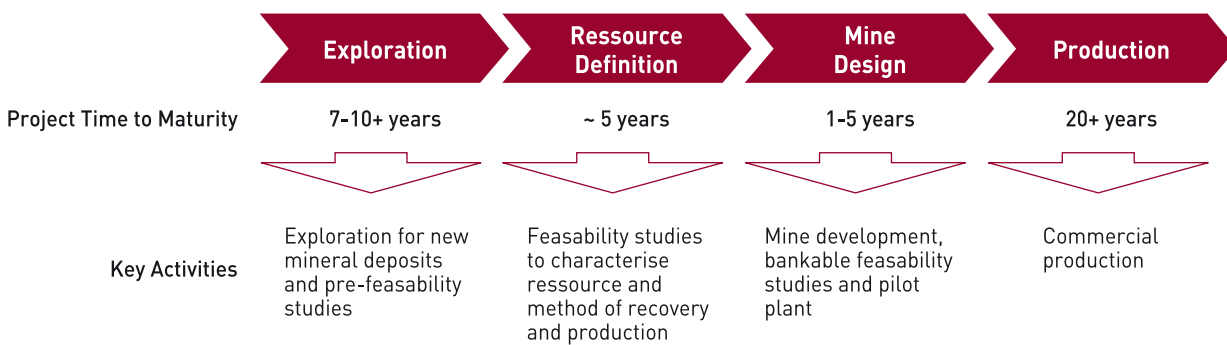 Exploration
Ressource
Definition
Mine
Design
Production
Project Time to Maturity
7-10+ years
~ 5 years
1-5 years
20+ years
Key Activities
Exploration for new
mineral deposits
and pre-feasability
studies
Feasability studies
to characterise
ressource and
method of recovery
and production
Mine development,
bankable feasability
studies and pilot
plant
Commercial
production